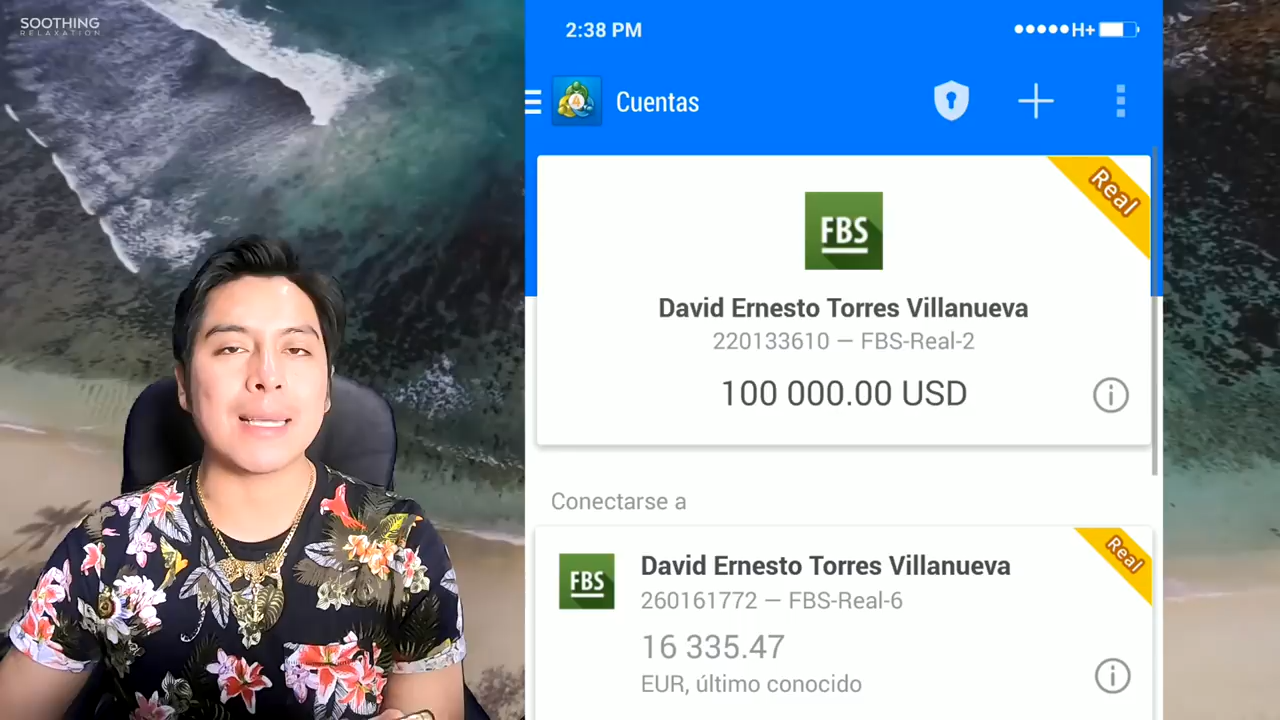 SOOTHING
RELAXATION
2:38 PM
H+
Cuentas
Real
FBS
David Ernesto Torres Villanueva
220133610 — FBS-Real-2
100 000.00 USD
Conectarse a
Real
FBS
David Ernesto Torres Villanueva
260161772 — FBS-Real-6
16 335.47
EUR, último conocido